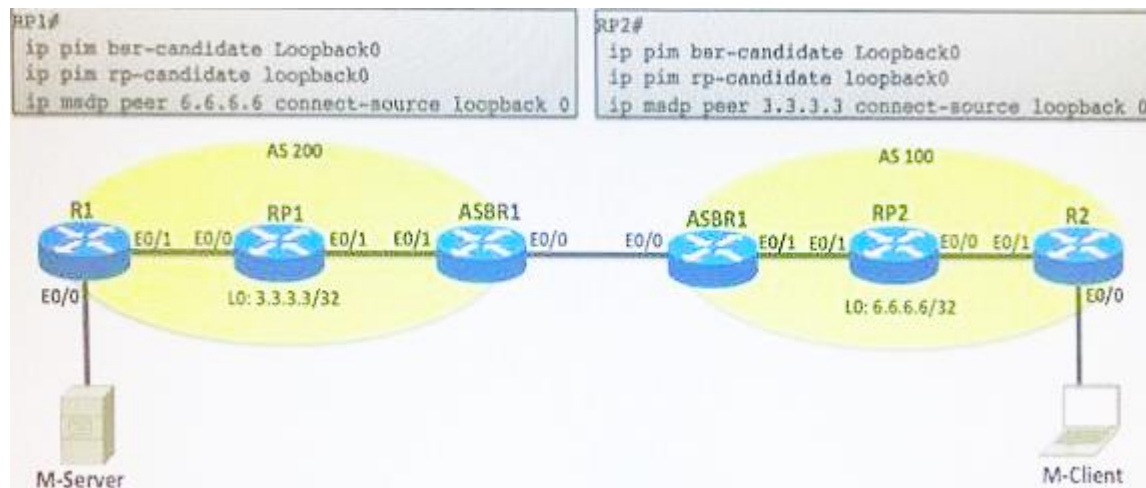 RP1#
ip pim bsr-candidate Loopback0
ip pim rp-candidate loopback0
ip msdp peer 6.6.6.6 connect-source loopback 0
RP2#
ip pim bsr-candidate Loopback0
ip pim rp-candidate loopback0
ip msdp peer 3.3.3.3 connect-source loopback 0
AS 200
AS 100
R1
RP1
ASBR1
ASBR1
RP2
R2
E0/1 E0/0 E0/1 E0/1 E0/0 E0/0 E0/1 E0/1 E0/0 E0/1
E0/0
L0: 3.3.3.3/32
L0: 6.6.6.6/32
E0/0
M-Server
M-Client